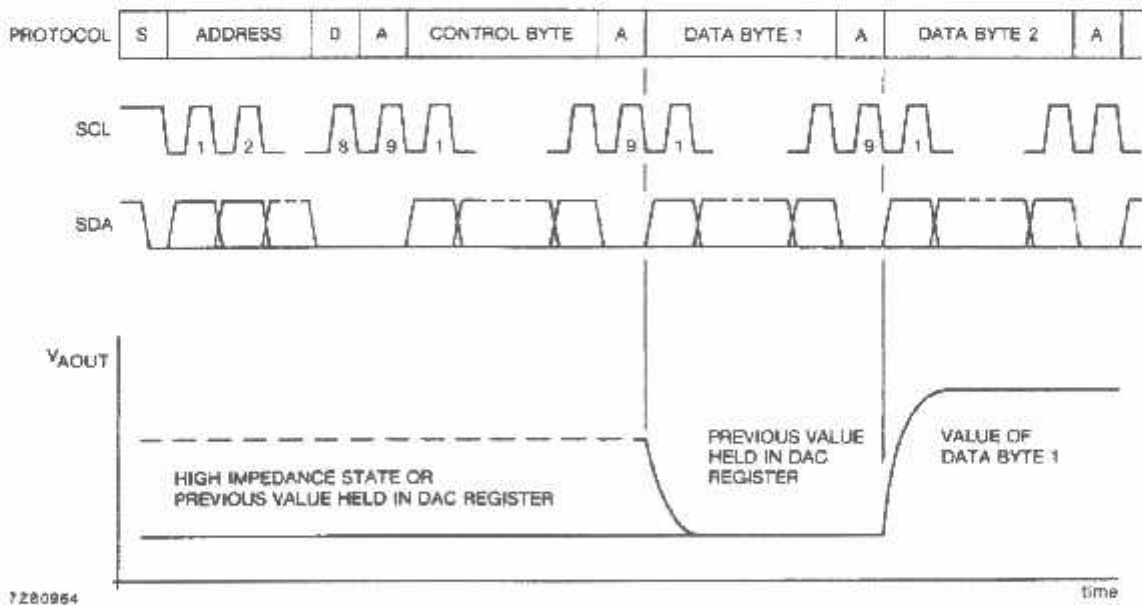 PROTOCOL S ADDRESS 0 A CONTROL BYTE A DATA BYTE 1 A DATA BYTE 2 A
SCL
1 2 8 9 1 9 1 9 1
SDA
VAOUT
HIGH IMPEDANCE STATE OR
PREVIOUS VALUE HELD IN DAC REGISTER
PREVIOUS VALUE
HELD IN DAC
REGISTER
VALUE OF
DATA BYTE 1
time
7280964